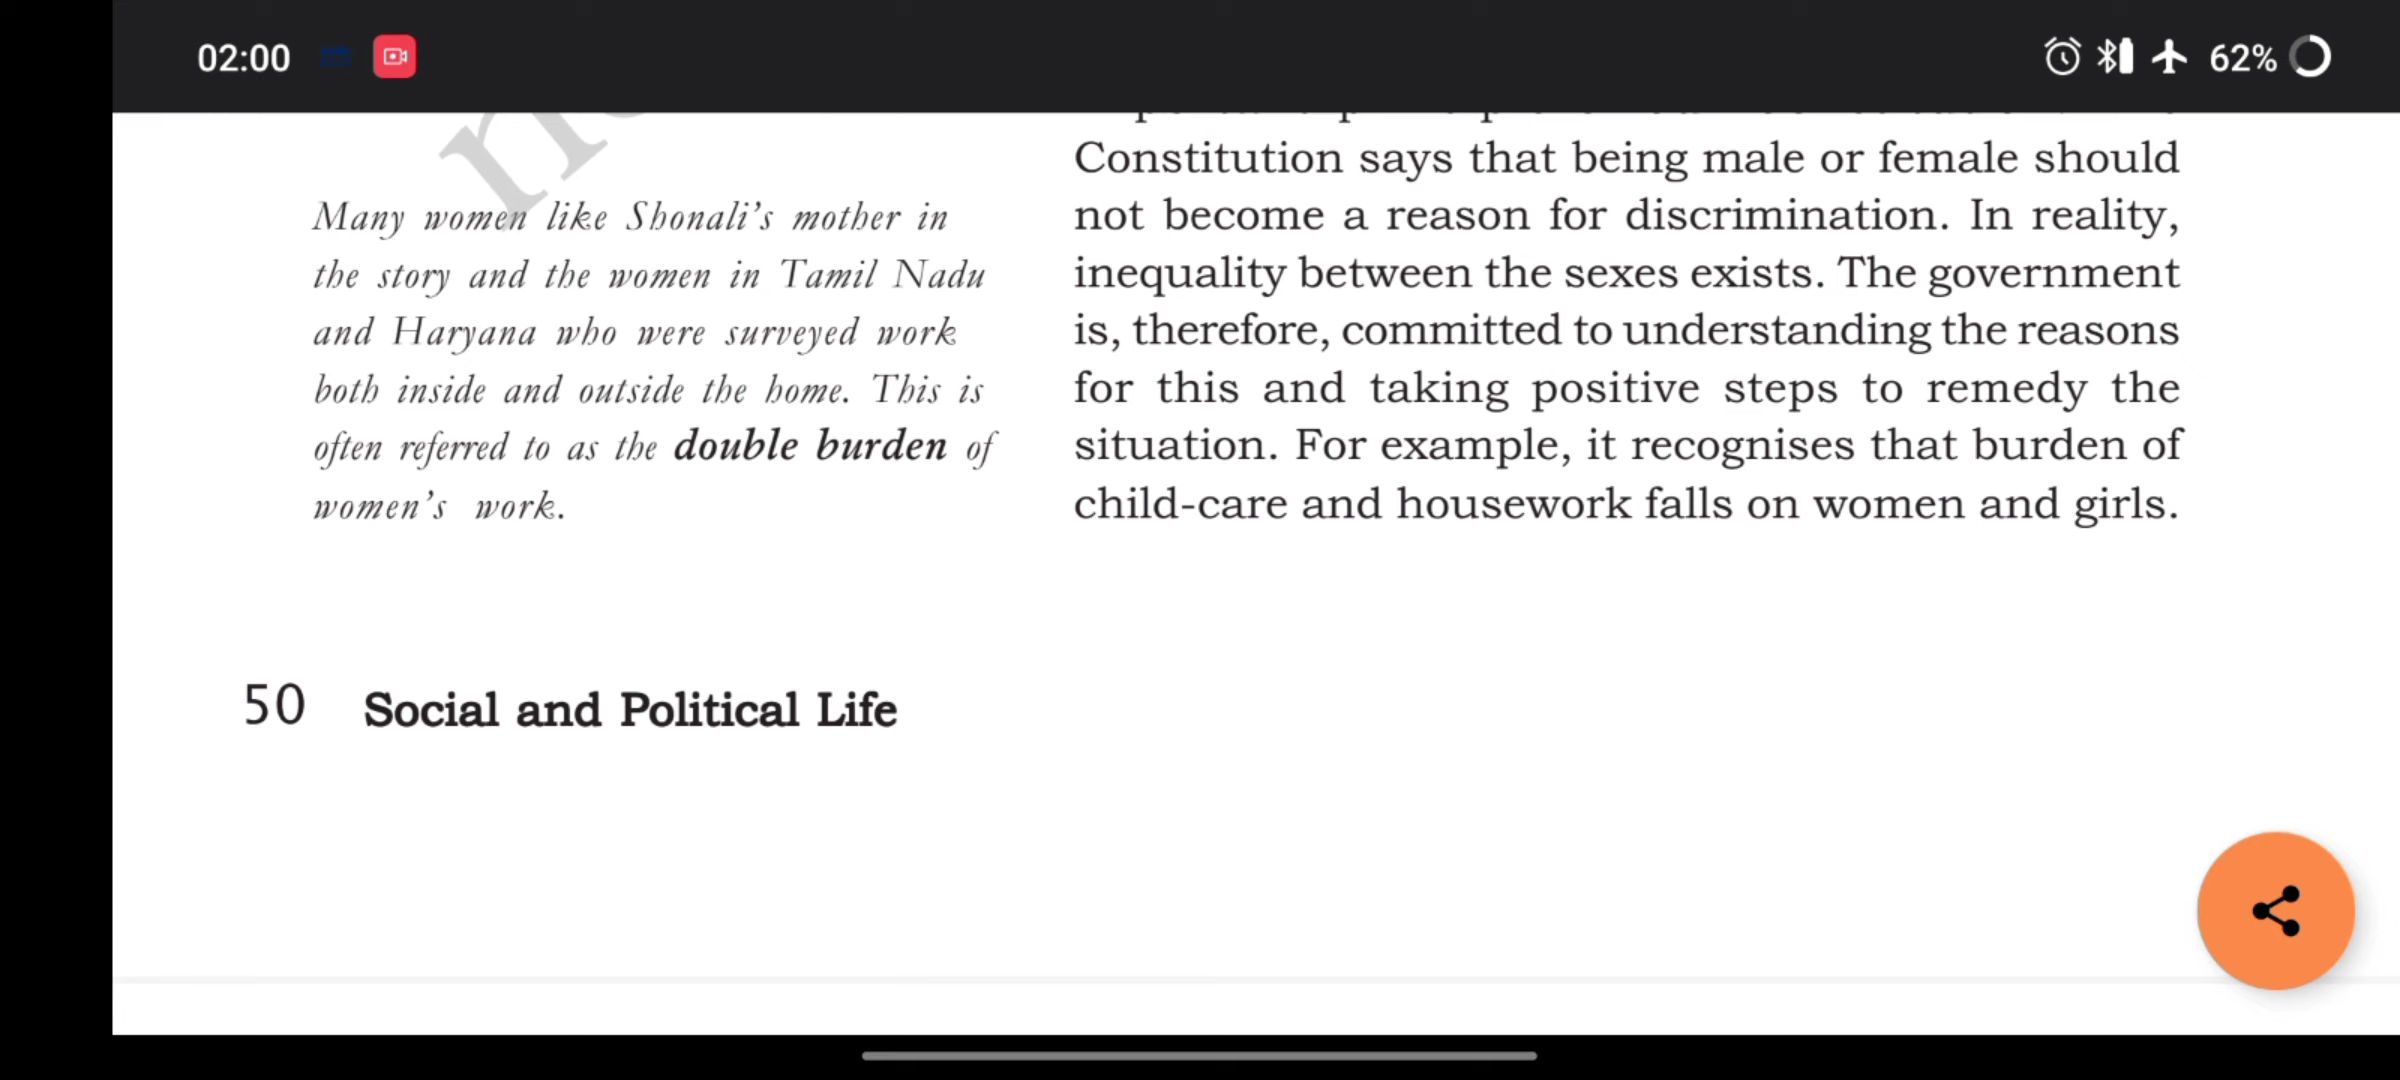 02:00
62%
Many women like Shonali's mother in
the story and the women in Tamil Nadu
and Haryana who were surveyed work
both inside and outside the home. This is
often referred to as the double burden of
women's work.
Constitution says that being male or female should
not become a reason for discrimination. In reality,
inequality between the sexes exists. The government
is, therefore, committed to understanding the reasons
for this and taking positive steps to remedy the
situation. For example, it recognises that burden of
child-care and housework falls on women and girls.
50 Social and Political Life